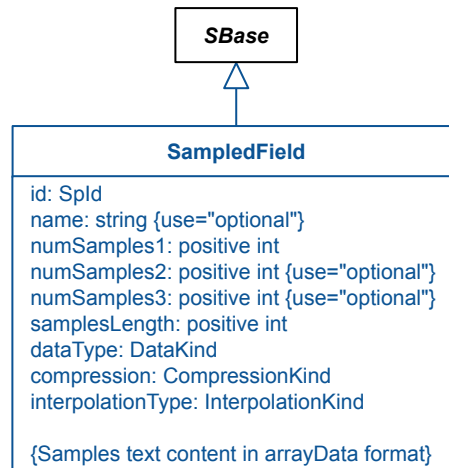 SBase
SampledField
id: SpId
name: string {use="optional"}
numSamples1: positive int
numSamples2: positive int {use="optional"}
numSamples3: positive int {use="optional"}
samplesLength: positive int
dataType: DataKind
compression: CompressionKind
interpolationType: InterpolationKind
{Samples text content in arrayData format}